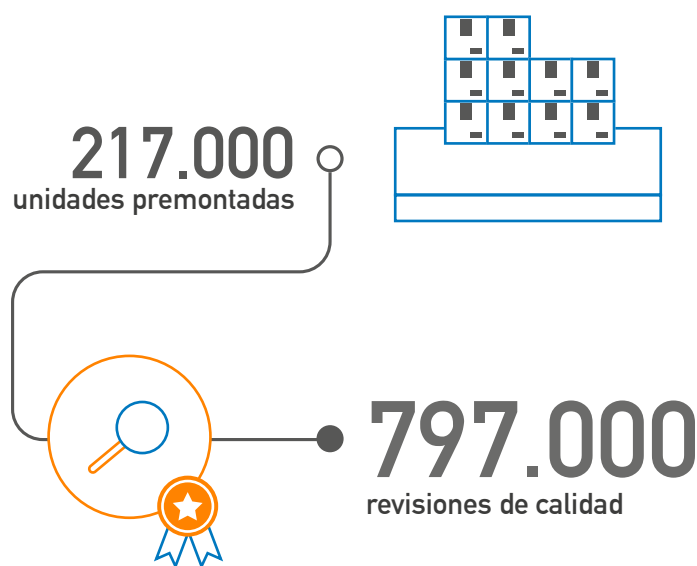 217.000
unidades premontadas
797.000
revisiones de calidad